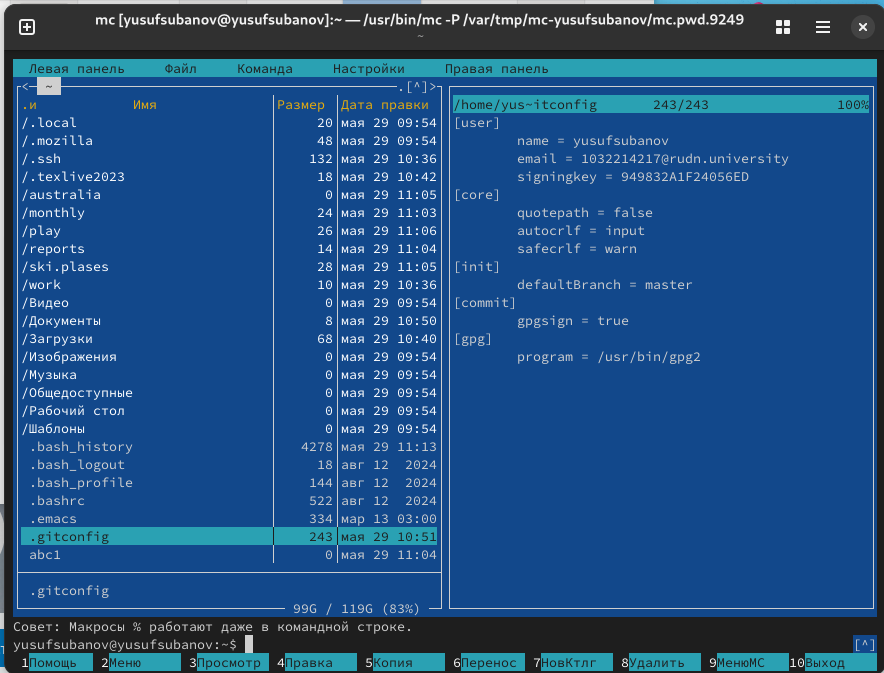 mc [yusufsubanov@yusufsubanov]:~ — /usr/bin/mc -P /var/tmp/mc-yusufsubanov/mc.pwd.9249
~
Левая панель Файл Команда Настройки Правая панель
<- ~ .[^]>
.и Имя Размер Дата правки
/.local 20 мая 29 09:54
/.mozilla 48 мая 29 09:54
/.ssh 132 мая 29 10:36
/.texlive2023 18 мая 29 10:42
/australia 0 мая 29 11:05
/monthly 24 мая 29 11:03
/play 26 мая 29 11:06
/reports 14 мая 29 11:04
/ski.plases 28 мая 29 11:05
/work 10 мая 29 10:36
/Видео 0 мая 29 09:54
/Документы 8 мая 29 10:50
/Загрузки 68 мая 29 10:40
/Изображения 0 мая 29 09:54
/Музыка 0 мая 29 09:54
/Общедоступные 0 мая 29 09:54
/Рабочий стол 0 мая 29 09:54
/Шаблоны 0 мая 29 09:54
.bash_history 4278 мая 29 11:13
.bash_logout 18 авг 12 2024
.bash_profile 144 авг 12 2024
.bashrc 522 авг 12 2024
.emacs 334 мар 13 03:00
.gitconfig 243 мая 29 10:51
abc1 0 мая 29 11:04
.gitconfig
99G / 119G (83%)
/home/yus~itconfig 243/243 100%
[user]
name = yusufsubanov
email = 1032214217@rudn.university
signingkey = 949832A1F24056ED
[core]
quotepath = false
autocrlf = input
safecrlf = warn
[init]
defaultBranch = master
[commit]
gpgsign = true
[gpg]
program = /usr/bin/gpg2
Совет: Макросы % работают даже в командной строке.
yusufsubanov@yusufsubanov:~$ [^]
1Помощь 2Меню 3Просмотр 4Правка 5Копия 6Перенос 7НовКтлг 8Удалить 9МенюМС 10Выход